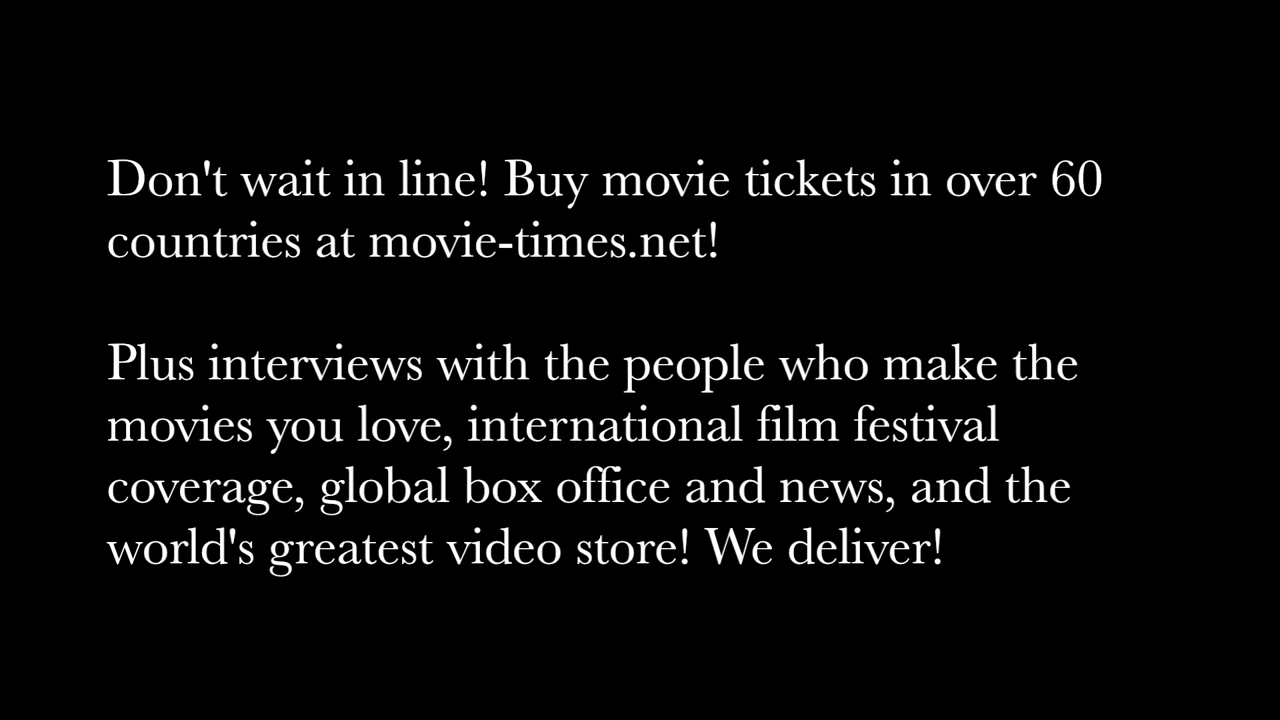 Don't wait in line! Buy movie tickets in over 60
countries at movie-times.net!
Plus interviews with the people who make the
movies you love, international film festival
coverage, global box office and news, and the
world's greatest video store! We deliver!